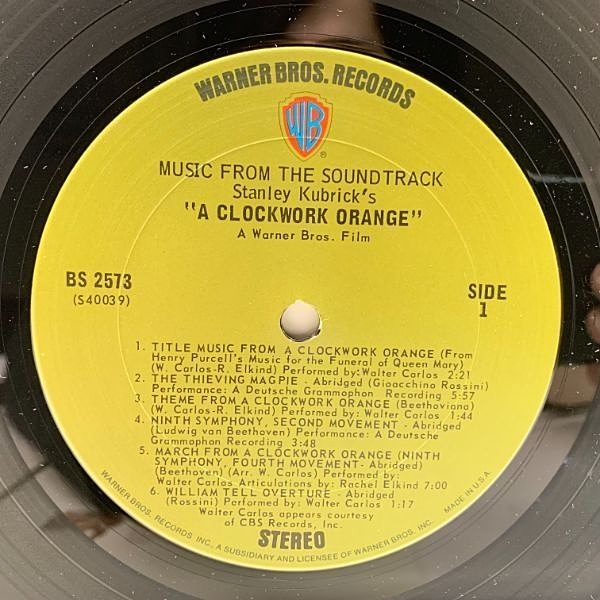 WARNER BROS. RECORDS
WB
®
MUSIC FROM THE SOUNDTRACK
Stanley Kubrick's
"A CLOCKWORK ORANGE"
A Warner Bros. Film
BS 2573
(S40039)
SIDE
1
1. TITLE MUSIC FROM A CLOCKWORK ORANGE (From
Henry Purcell's Music for the Funeral of Queen Mary)
(W. Carlos-R. Elkind) Performed by: Walter Carlos 2:21
2. THE THIEVING MAGPIE - Abridged (Gioacchino Rossini)
Performance: A Deutsche Grammophon Recording 5:57
3. THEME FROM A CLOCKWORK ORANGE (Beethoviana)
(W. Carlos-R. Elkind) Performed by: Walter Carlos 1:44
4. NINTH SYMPHONY, SECOND MOVEMENT - Abridged
(Ludwig van Beethoven) Performance: A Deutsche
Grammophon Recording 3:48
5. MARCH FROM A CLOCKWORK ORANGE (NINTH
SYMPHONY, FOURTH MOVEMENT- Abridged)
(Beethoven) (Arr. W. Carlos) Performed by:
Walter Carlos Articulations by: Rachel Elkind 7:00
6. WILLIAM TELL OVERTURE - Abridged
(Rossini) Performed by: Walter Carlos 1:17
Walter Carlos appears courtesy
of CBS Records, Inc.
STEREO
WARNER BROS. RECORDS INC., A SUBSIDIARY AND LICENSEE OF WARNER BROS. INC. MADE IN U.S.A.